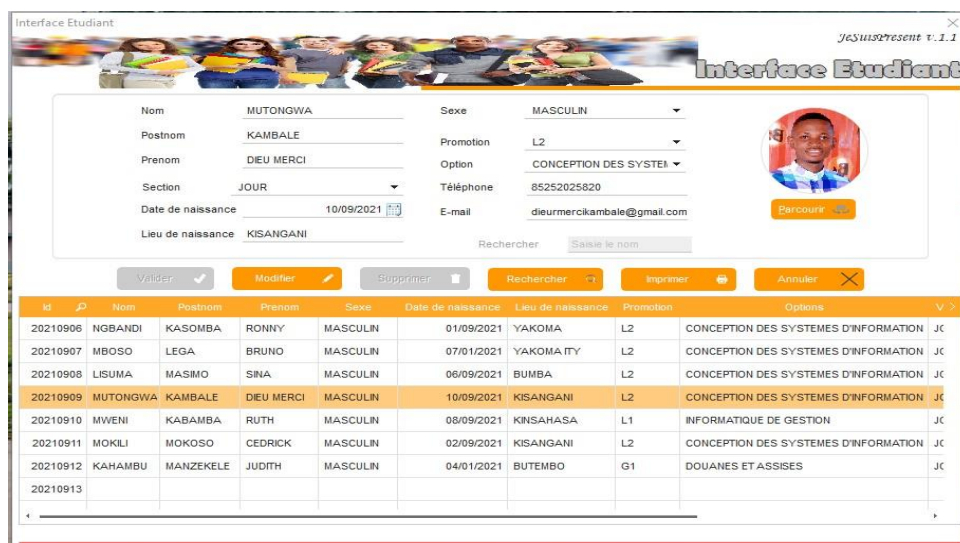 Interface Etudiant
JeSuisPresent v.1.1
Interface Etudiant
Nom MUTONGWA Sexe MASCULIN
Postnom KAMBALE Promotion L2
Prenom DIEU MERCI Option CONCEPTION DES SYSTEM
Section JOUR Téléphone 85252025820
Date de naissance 10/09/2021 E-mail dieurmercikambale@gmail.com Parcourir
Lieu de naissance KISANGANI Rechercher Saisie le nom
Valider Modifier Supprimer Rechercher Imprimer Annuler
Id Nom Postnom Prenom Sexe Date de naissance Lieu de naissance Promotion Options V
20210906 NGBANDI KASOMBA RONNY MASCULIN 01/09/2021 YAKOMA L2 CONCEPTION DES SYSTEMES D'INFORMATION JC
20210907 MBOSO LEGA BRUNO MASCULIN 07/01/2021 YAKOMA ITY L2 CONCEPTION DES SYSTEMES D'INFORMATION JC
20210908 LISUMA MASIMO SINA MASCULIN 06/09/2021 BUMBA L2 CONCEPTION DES SYSTEMES D'INFORMATION JC
20210909 MUTONGWA KAMBALE DIEU MERCI MASCULIN 10/09/2021 KISANGANI L2 CONCEPTION DES SYSTEMES D'INFORMATION JC
20210910 MWENI KABAMBA RUTH MASCULIN 08/09/2021 KINSAHASA L1 INFORMATIQUE DE GESTION JC
20210911 MOKILI MOKOSO CEDRICK MASCULIN 02/09/2021 KISANGANI L2 CONCEPTION DES SYSTEMES D'INFORMATION JC
20210912 KAHAMBU MANZEKELE JUDITH MASCULIN 04/01/2021 BUTEMBO G1 DOUANES ET ASSISES JC
20210913